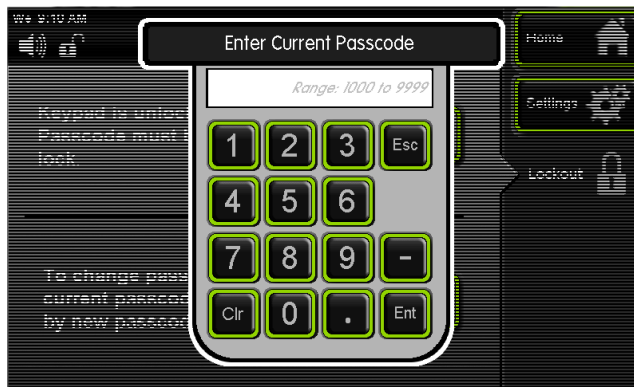 We 9:10 AM
Enter Current Passcode
Home
Range: 1000 to 9999
Settings
Keypad is unloc
Passcode must
lock.
1 2 3 Esc
Lockout
4 5 6
7 8 9 -
To change pass
current passcod
by new passcod
Clr 0 . Ent